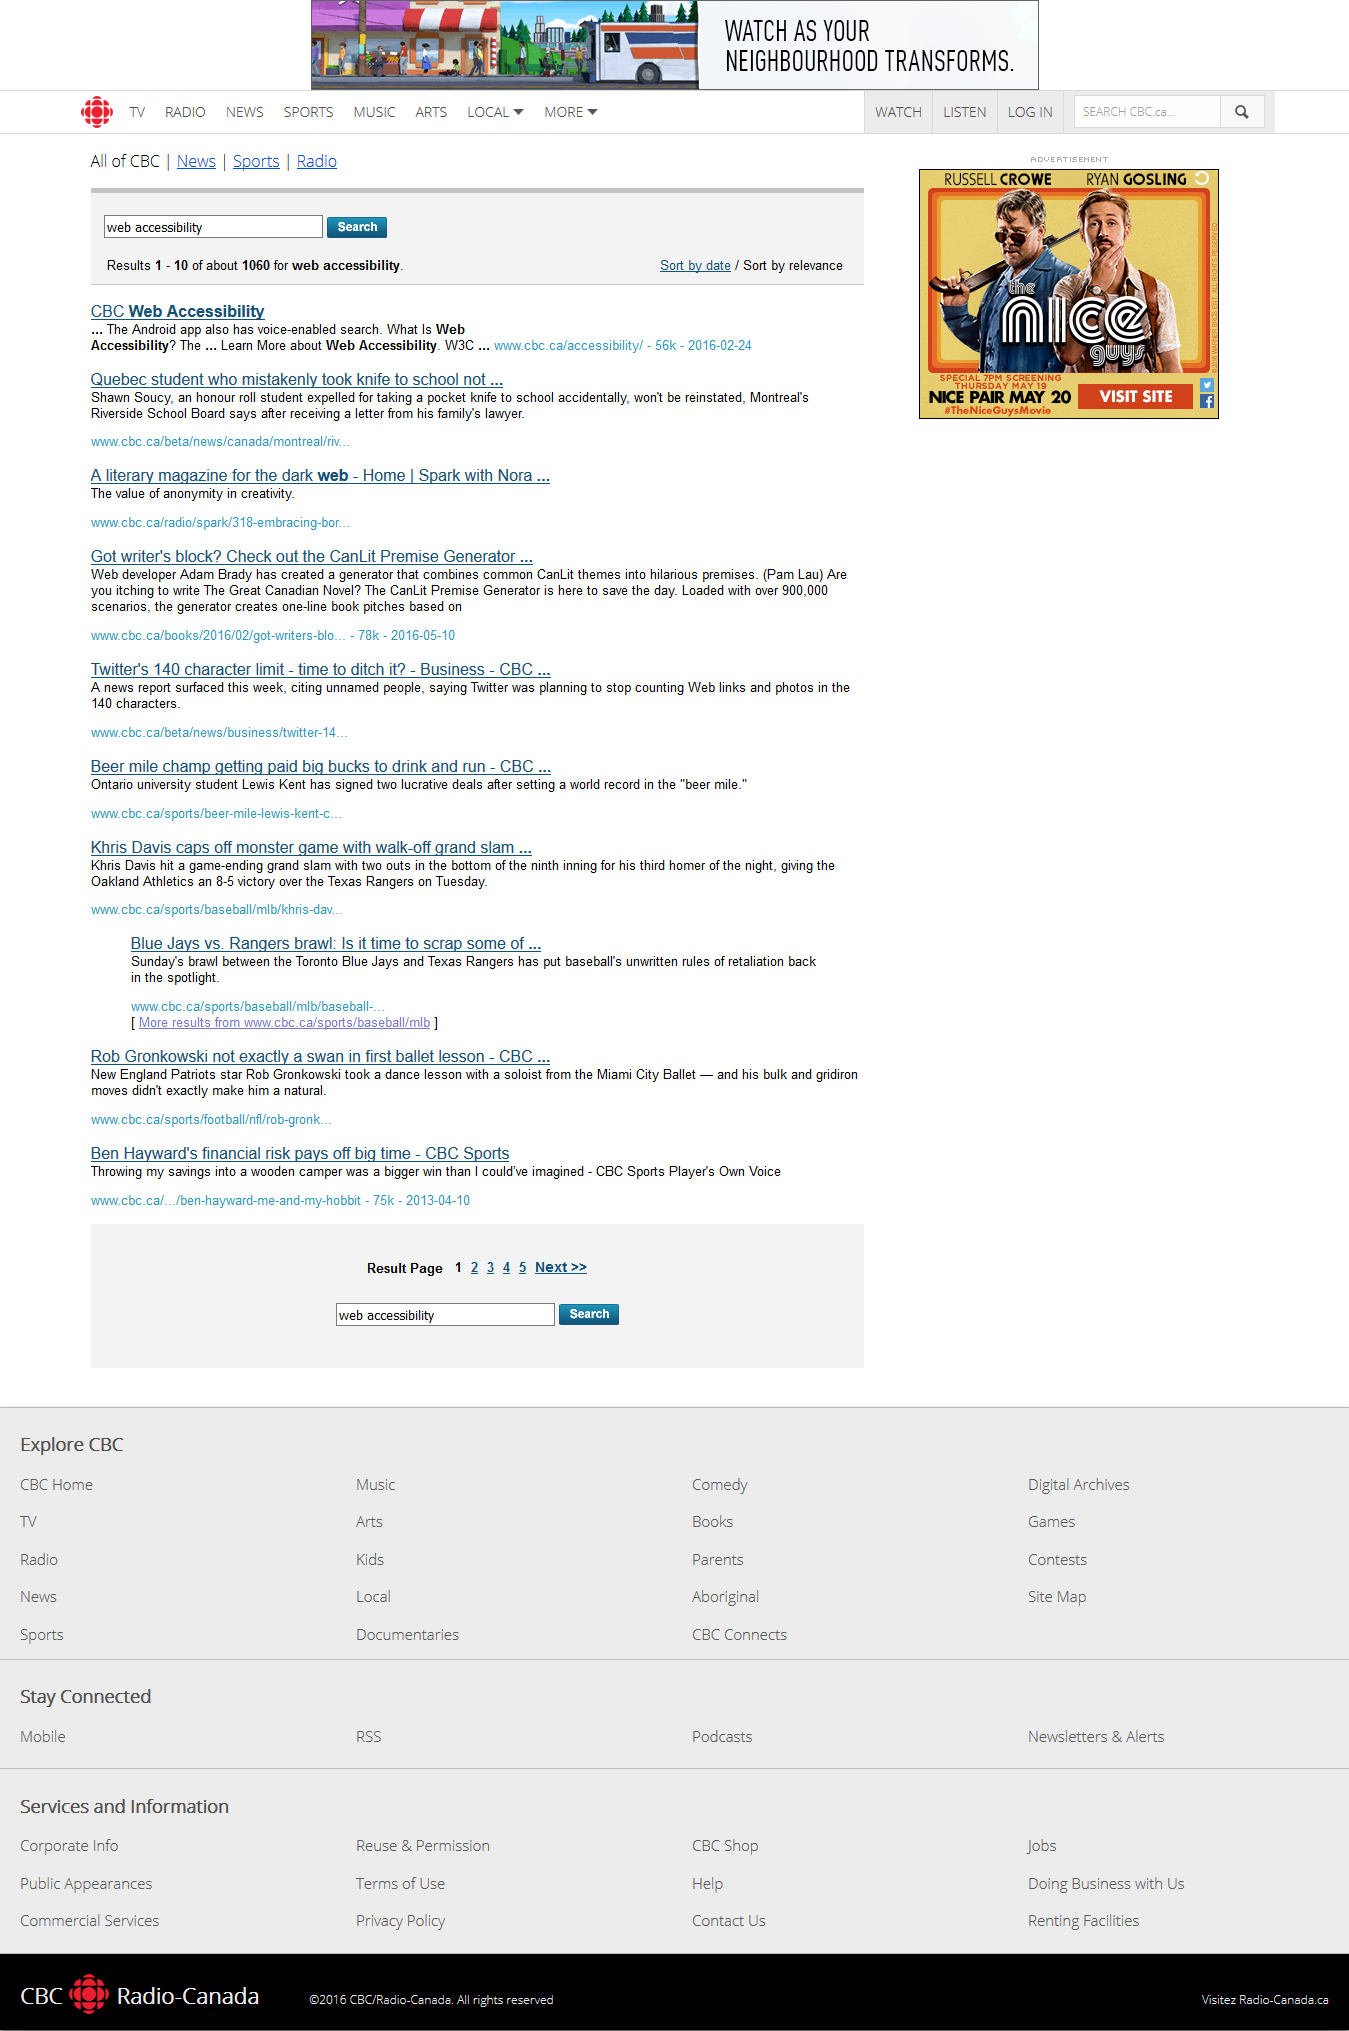 WATCH AS YOUR
NEIGHBOURHOOD TRANSFORMS.
TV RADIO NEWS SPORTS MUSIC ARTS LOCAL MORE WATCH LISTEN LOG IN SEARCH CBC.ca...
All of CBC | News | Sports | Radio
ADVERTISEMENT
RUSSELL CROWE RYAN GOSLING
the
nice
guys
SPECIAL 7PM SCREENING
THURSDAY MAY 19
NICE PAIR MAY 20
#TheNiceGuysMovie
VISIT SITE
©2016 WARNER BROS. ENT. ALL RIGHTS RESERVED
web accessibility Search
Results 1 - 10 of about 1060 for web accessibility. Sort by date / Sort by relevance
CBC Web Accessibility
... The Android app also has voice-enabled search. What Is Web
Accessibility? The ... Learn More about Web Accessibility. W3C ... www.cbc.ca/accessibility/ - 56k - 2016-02-24
Quebec student who mistakenly took knife to school not ...
Shawn Soucy, an honour roll student expelled for taking a pocket knife to school accidentally, won't be reinstated, Montreal's
Riverside School Board says after receiving a letter from his family's lawyer.
www.cbc.ca/beta/news/canada/montreal/riv...
A literary magazine for the dark web - Home | Spark with Nora ...
The value of anonymity in creativity.
www.cbc.ca/radio/spark/318-embracing-bor...
Got writer's block? Check out the CanLit Premise Generator ...
Web developer Adam Brady has created a generator that combines common CanLit themes into hilarious premises. (Pam Lau) Are
you itching to write The Great Canadian Novel? The CanLit Premise Generator is here to save the day. Loaded with over 900,000
scenarios, the generator creates one-line book pitches based on
www.cbc.ca/books/2016/02/got-writers-blo... - 78k - 2016-05-10
Twitter's 140 character limit - time to ditch it? - Business - CBC ...
A news report surfaced this week, citing unnamed people, saying Twitter was planning to stop counting Web links and photos in the
140 characters.
www.cbc.ca/beta/news/business/twitter-14...
Beer mile champ getting paid big bucks to drink and run - CBC ...
Ontario university student Lewis Kent has signed two lucrative deals after setting a world record in the "beer mile."
www.cbc.ca/sports/beer-mile-lewis-kent-c...
Khris Davis caps off monster game with walk-off grand slam ...
Khris Davis hit a game-ending grand slam with two outs in the bottom of the ninth inning for his third homer of the night, giving the
Oakland Athletics an 8-5 victory over the Texas Rangers on Tuesday.
www.cbc.ca/sports/baseball/mlb/khris-dav...
Blue Jays vs. Rangers brawl: Is it time to scrap some of ...
Sunday's brawl between the Toronto Blue Jays and Texas Rangers has put baseball's unwritten rules of retaliation back
in the spotlight.
www.cbc.ca/sports/baseball/mlb/baseball-...
[ More results from www.cbc.ca/sports/baseball/mlb ]
Rob Gronkowski not exactly a swan in first ballet lesson - CBC ...
New England Patriots star Rob Gronkowski took a dance lesson with a soloist from the Miami City Ballet — and his bulk and gridiron
moves didn't exactly make him a natural.
www.cbc.ca/sports/football/nfl/rob-gronk...
Ben Hayward's financial risk pays off big time - CBC Sports
Throwing my savings into a wooden camper was a bigger win than I could've imagined - CBC Sports Player's Own Voice
www.cbc.ca/.../ben-hayward-me-and-my-hobbit - 75k - 2013-04-10
Result Page 1 2 3 4 5 Next >>
web accessibility Search
Explore CBC
CBC Home Music Comedy Digital Archives
TV Arts Books Games
Radio Kids Parents Contests
News Local Aboriginal Site Map
Sports Documentaries CBC Connects
Stay Connected
Mobile RSS Podcasts Newsletters & Alerts
Services and Information
Corporate Info Reuse & Permission CBC Shop Jobs
Public Appearances Terms of Use Help Doing Business with Us
Commercial Services Privacy Policy Contact Us Renting Facilities
CBC Radio-Canada ©2016 CBC/Radio-Canada. All rights reserved Visitez Radio-Canada.ca